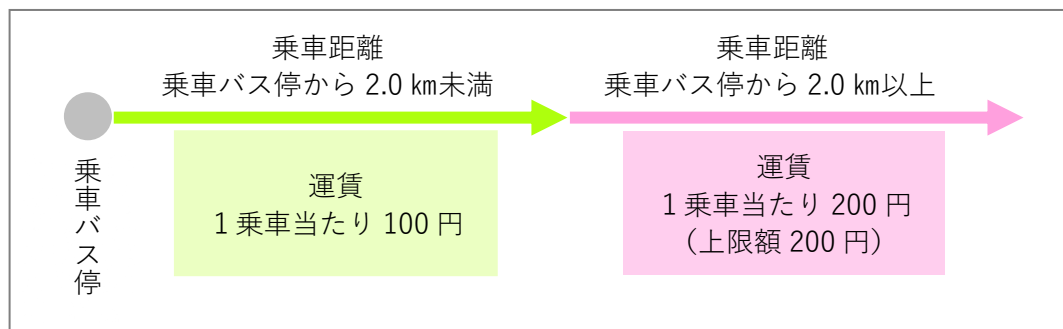 乗車距離
乗車バス停から 2.0 ㎞未満
乗車距離
乗車バス停から 2.0 ㎞以上
乗車バス停
運賃
1 乗車当たり 100 円
運賃
1 乗車当たり 200 円
（上限額 200 円）